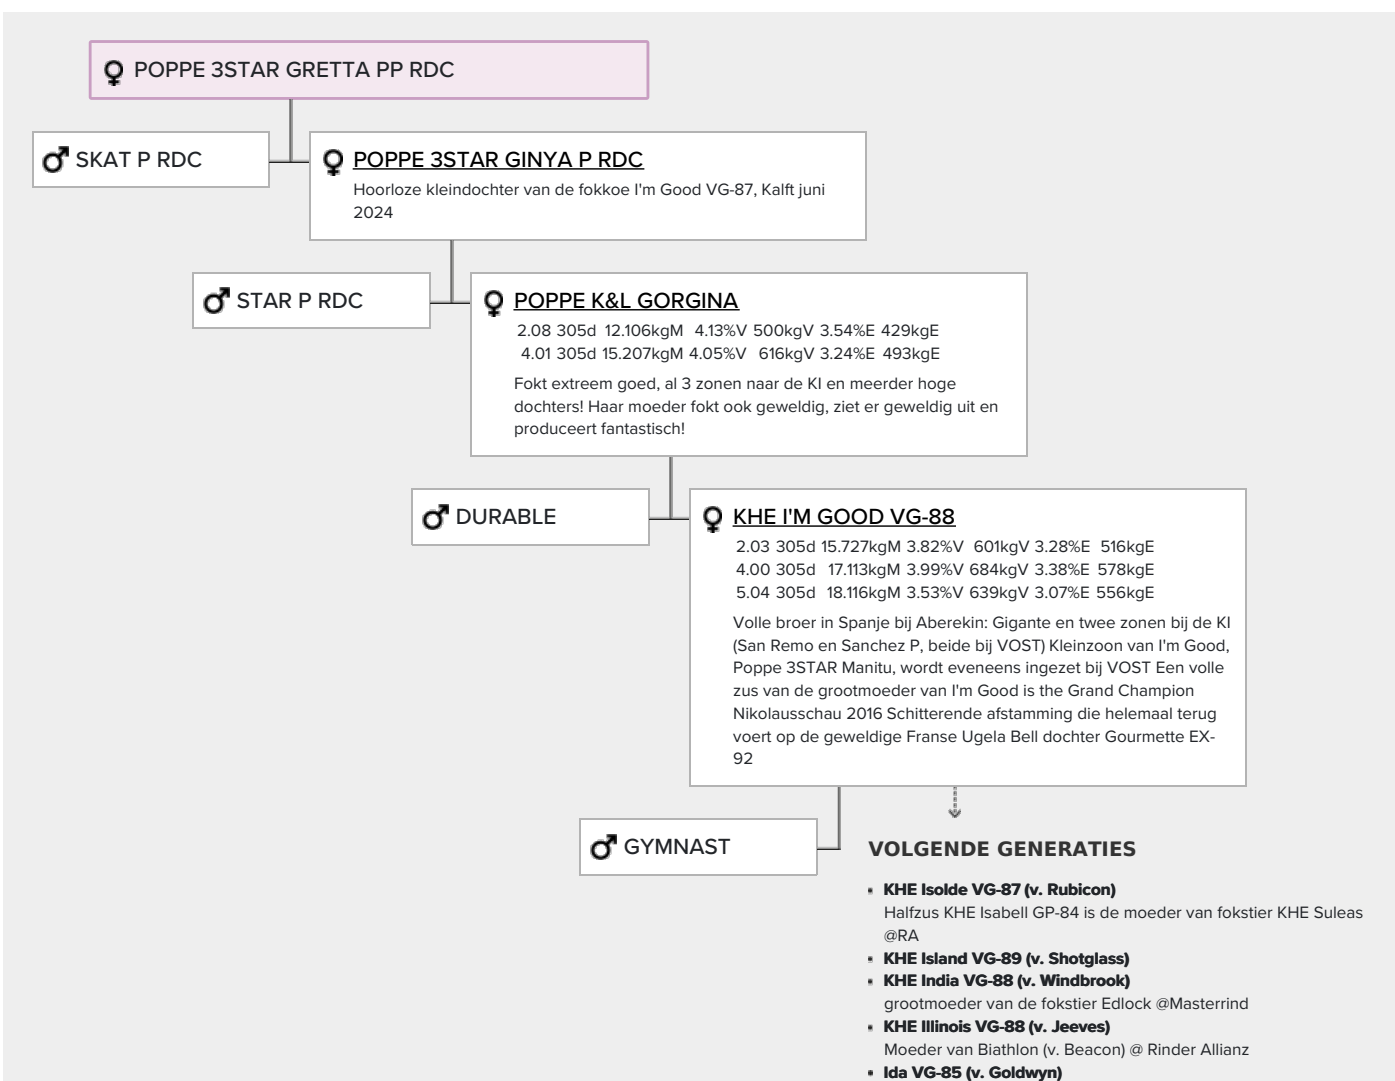 POPPE 3STAR GRETTA PP RDC
SKAT P RDC
POPPE 3STAR GINYA P RDC
Hoorloze kleindochter van de fokkoe I'm Good VG-87, Kalft juni
2024
STAR P RDC
POPPE K&L GORGINA
2.08 305d 12.106kgM 4.13%V 500kgV 3.54%E 429kgE
4.01 305d 15.207kgM 4.05%V 616kgV 3.24%E 493kgE
Fokt extreem goed, al 3 zonen naar de KI en meerder hoge
dochters! Haar moeder fokt ook geweldig, ziet er geweldig uit en
produceert fantastisch!
DURABLE
KHE I'M GOOD VG-88
2.03 305d 15.727kgM 3.82%V 601kgV 3.28%E 516kgE
4.00 305d 17.113kgM 3.99%V 684kgV 3.38%E 578kgE
5.04 305d 18.116kgM 3.53%V 639kgV 3.07%E 556kgE
Volle broer in Spanje bij Aberekin: Gigante en twee zonen bij de KI
(San Remo en Sanchez P, beide bij VOST) Kleinzoon van I'm Good,
Poppe 3STAR Manitu, wordt eveneens ingezet bij VOST Een volle
zus van de grootmoeder van I'm Good is the Grand Champion
Nikolausschau 2016 Schitterende afstamming die helemaal terug
voert op de geweldige Franse Ugela Bell dochter Gourmette EX-
92
GYMNAST
VOLGENDE GENERATIES
▪ KHE Isolde VG-87 (v. Rubicon)
Halfzus KHE Isabell GP-84 is de moeder van fokstier KHE Suleas
@RA
▪ KHE Island VG-89 (v. Shotglass)
▪ KHE India VG-88 (v. Windbrook)
grootmoeder van de fokstier Edlock @Masterrind
▪ KHE Illinois VG-88 (v. Jeeves)
Moeder van Biathlon (v. Beacon) @ Rinder Allianz
▪ Ida VG-85 (v. Goldwyn)